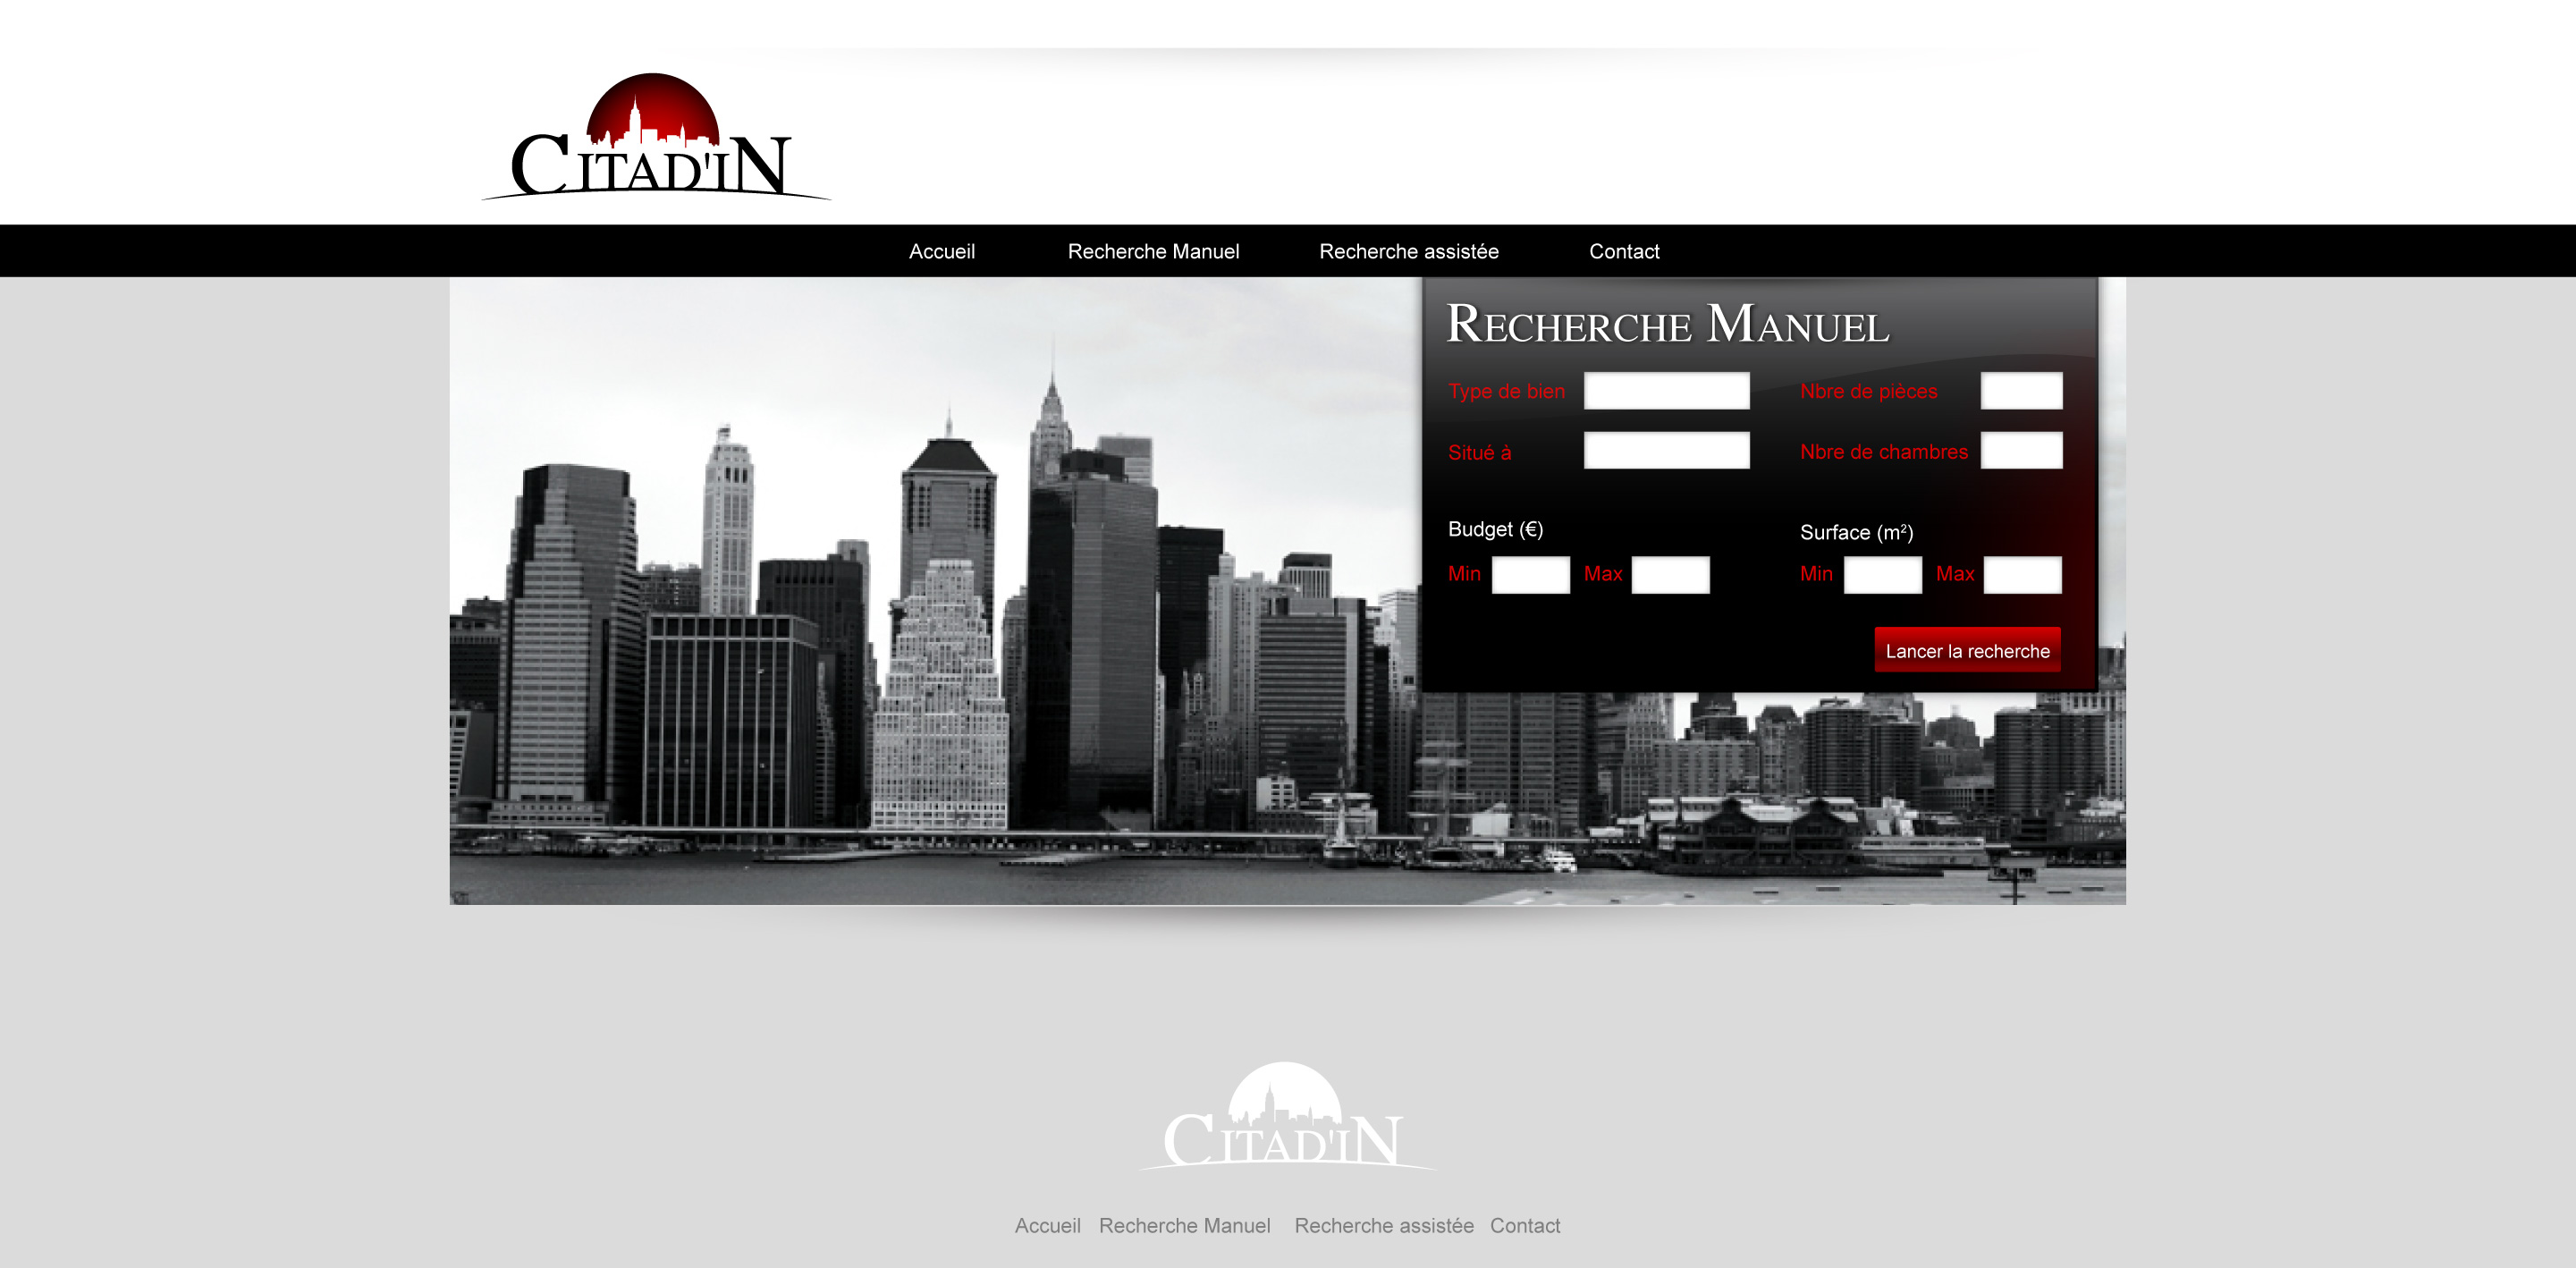 CITAD'IN
Accueil Recherche Manuel Recherche assistée Contact
RECHERCHE MANUEL
Type de bien Nbre de pièces
Situé à Nbre de chambres
Budget (€) Surface (m²)
Min Max Min Max
Lancer la recherche
CITAD'IN
Accueil Recherche Manuel Recherche assistée Contact